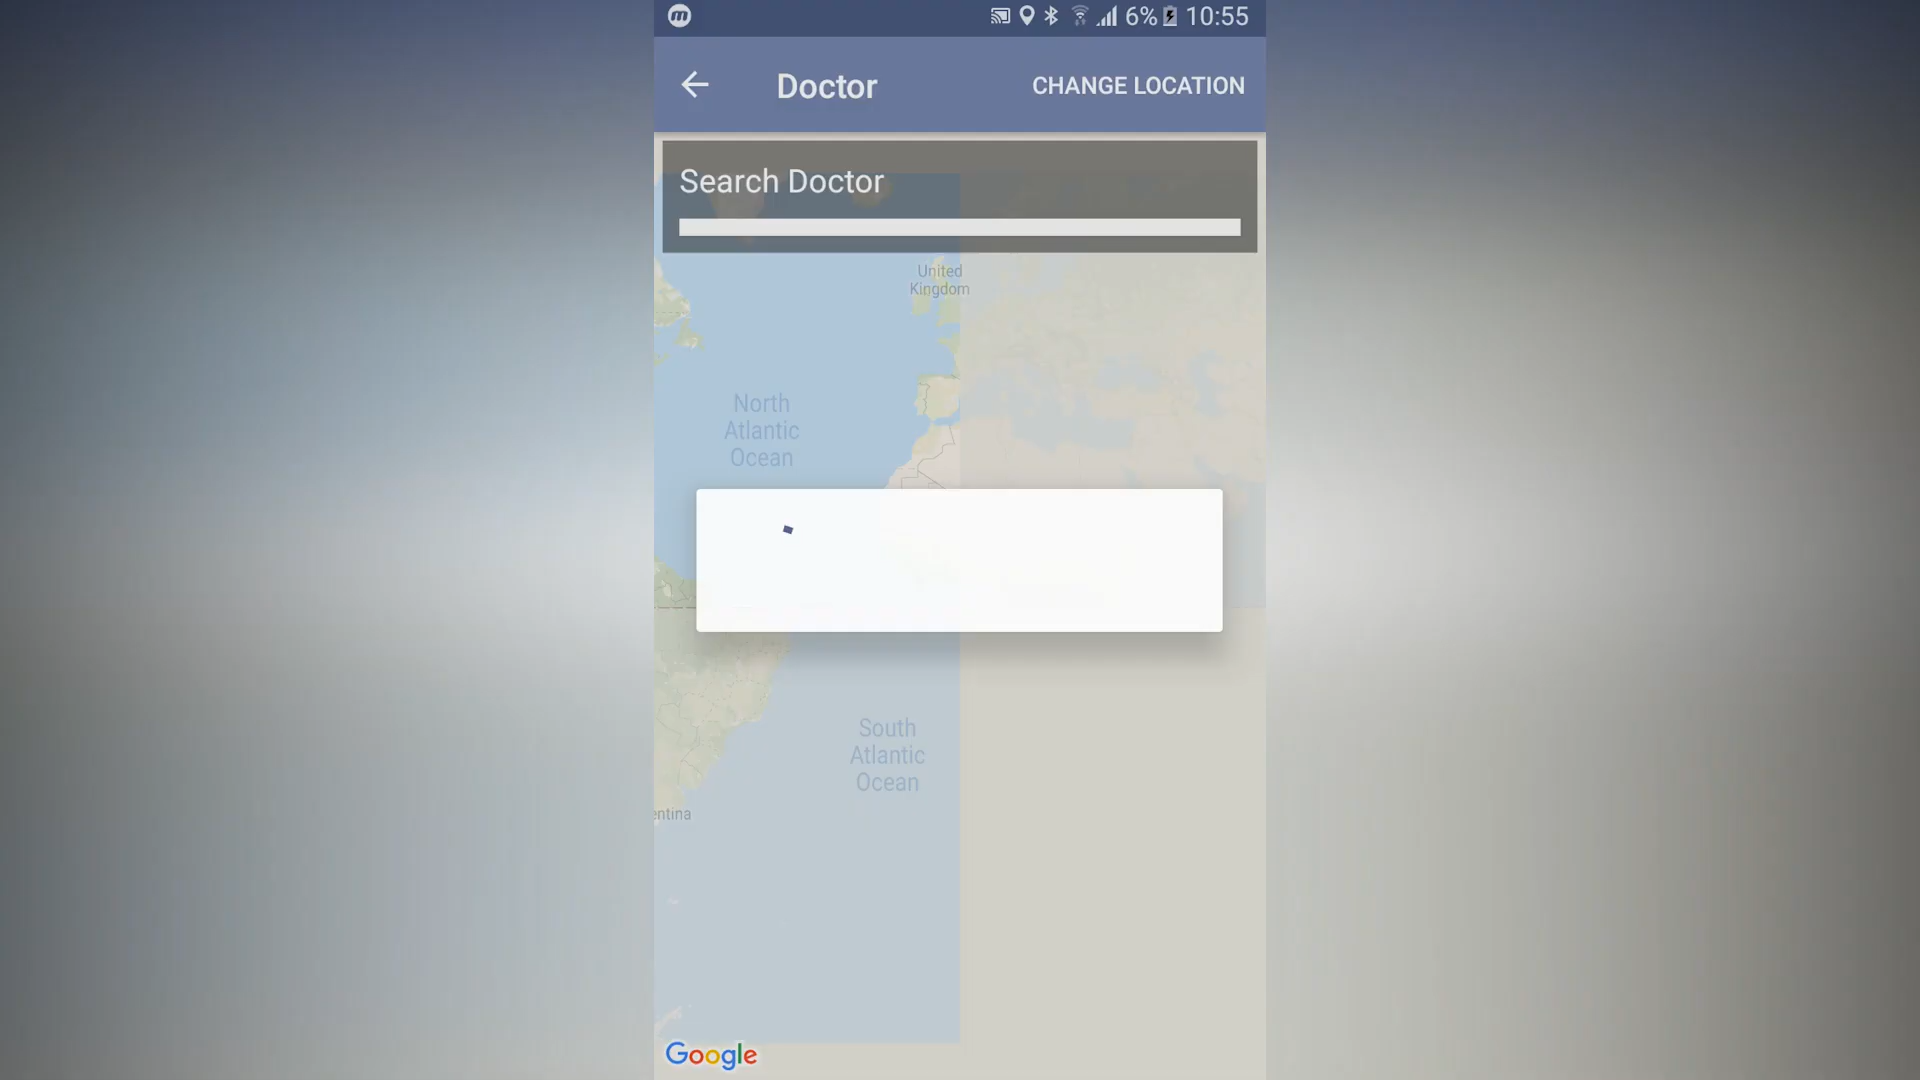 6% 10:55
Doctor
CHANGE LOCATION
Search Doctor
United
Kingdom
North
Atlantic
Ocean
South
Atlantic
Ocean
entina
Google